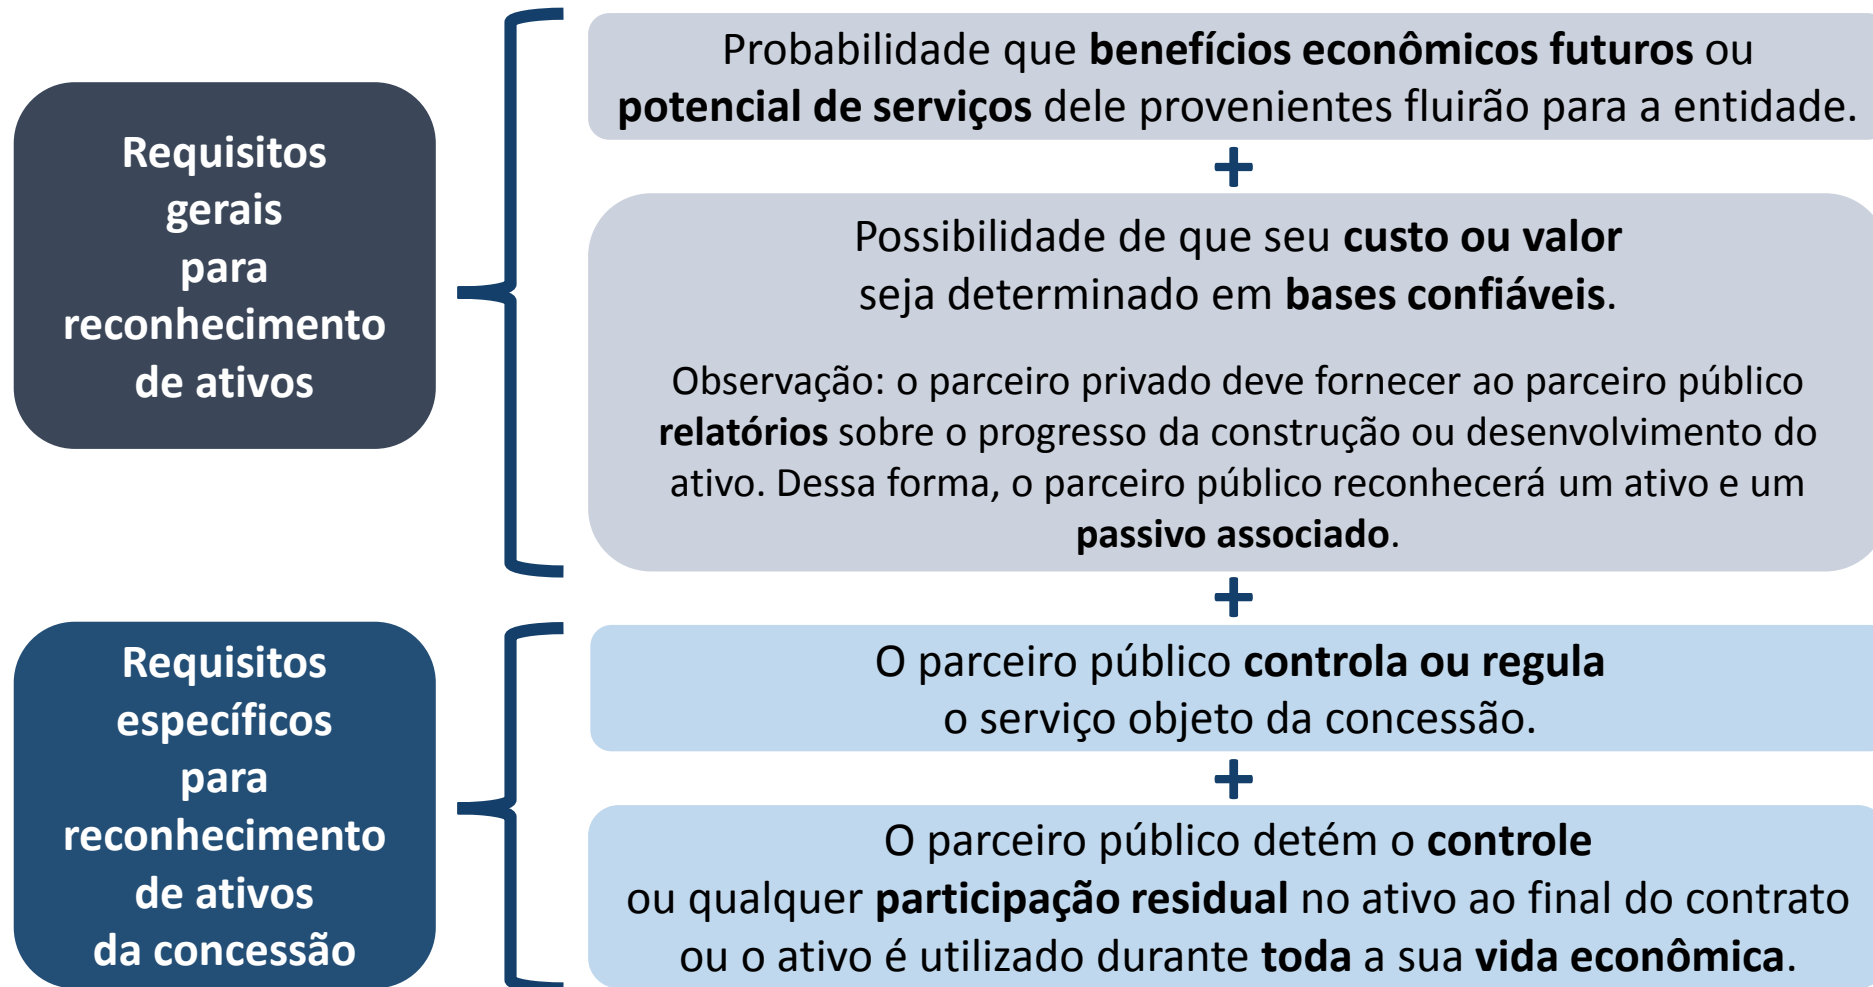 Requisitos
gerais
para
reconhecimento
de ativos
Probabilidade que benefícios econômicos futuros ou
potencial de serviços dele provenientes fluirão para a entidade.
+
Possibilidade de que seu custo ou valor
seja determinado em bases confiáveis.
Observação: o parceiro privado deve fornecer ao parceiro público
relatórios sobre o progresso da construção ou desenvolvimento do
ativo. Dessa forma, o parceiro público reconhecerá um ativo e um
passivo associado.
+
Requisitos
específicos
para
reconhecimento
de ativos
da concessão
O parceiro público controla ou regula
o serviço objeto da concessão.
+
O parceiro público detém o controle
ou qualquer participação residual no ativo ao final do contrato
ou o ativo é utilizado durante toda a sua vida econômica.